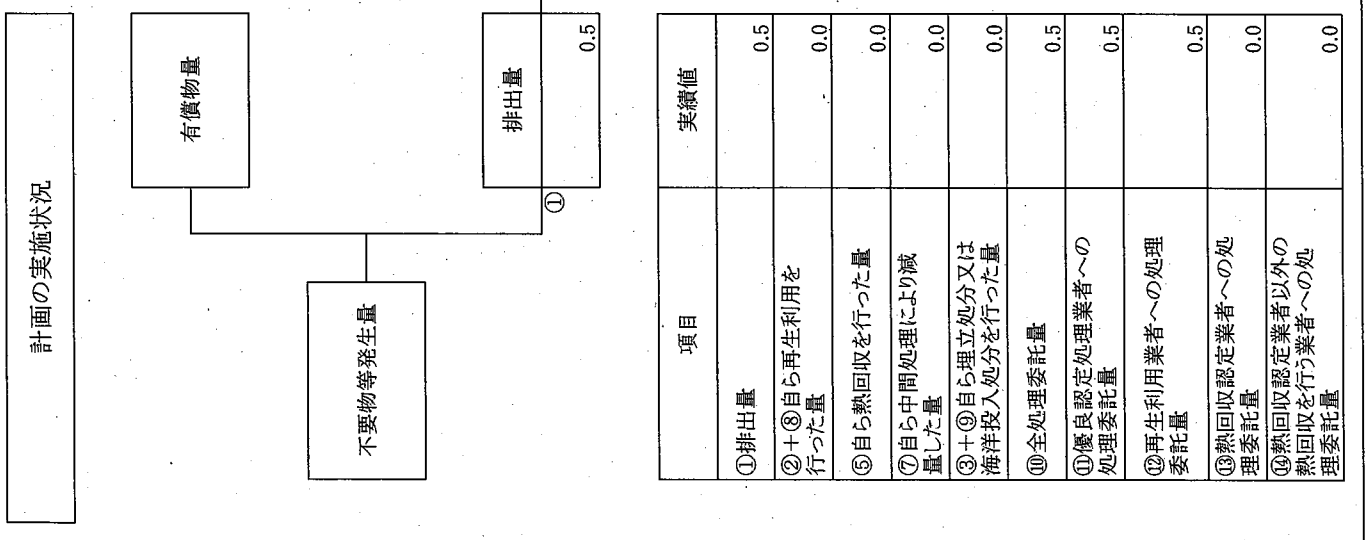 計画の実施状況
有償物量
不要物等発生量
①
排出量
0.5
項目
実績値
①排出量
0.5
②+⑧自ら再生利用を
行った量
0.0
⑤自ら熱回収を行った量
0.0
⑦自ら中間処理により減
量した量
0.0
③+⑨自ら埋立処分又は
海洋投入処分を行った量
0.0
⑩全処理委託量
0.5
⑪優良認定処理業者への
処理委託量
0.5
⑫再生利用業者への処理
委託量
0.5
⑬熱回収認定業者への処
理委託量
0.0
⑭熱回収認定業者以外の
熱回収を行う業者への処
理委託量
0.0